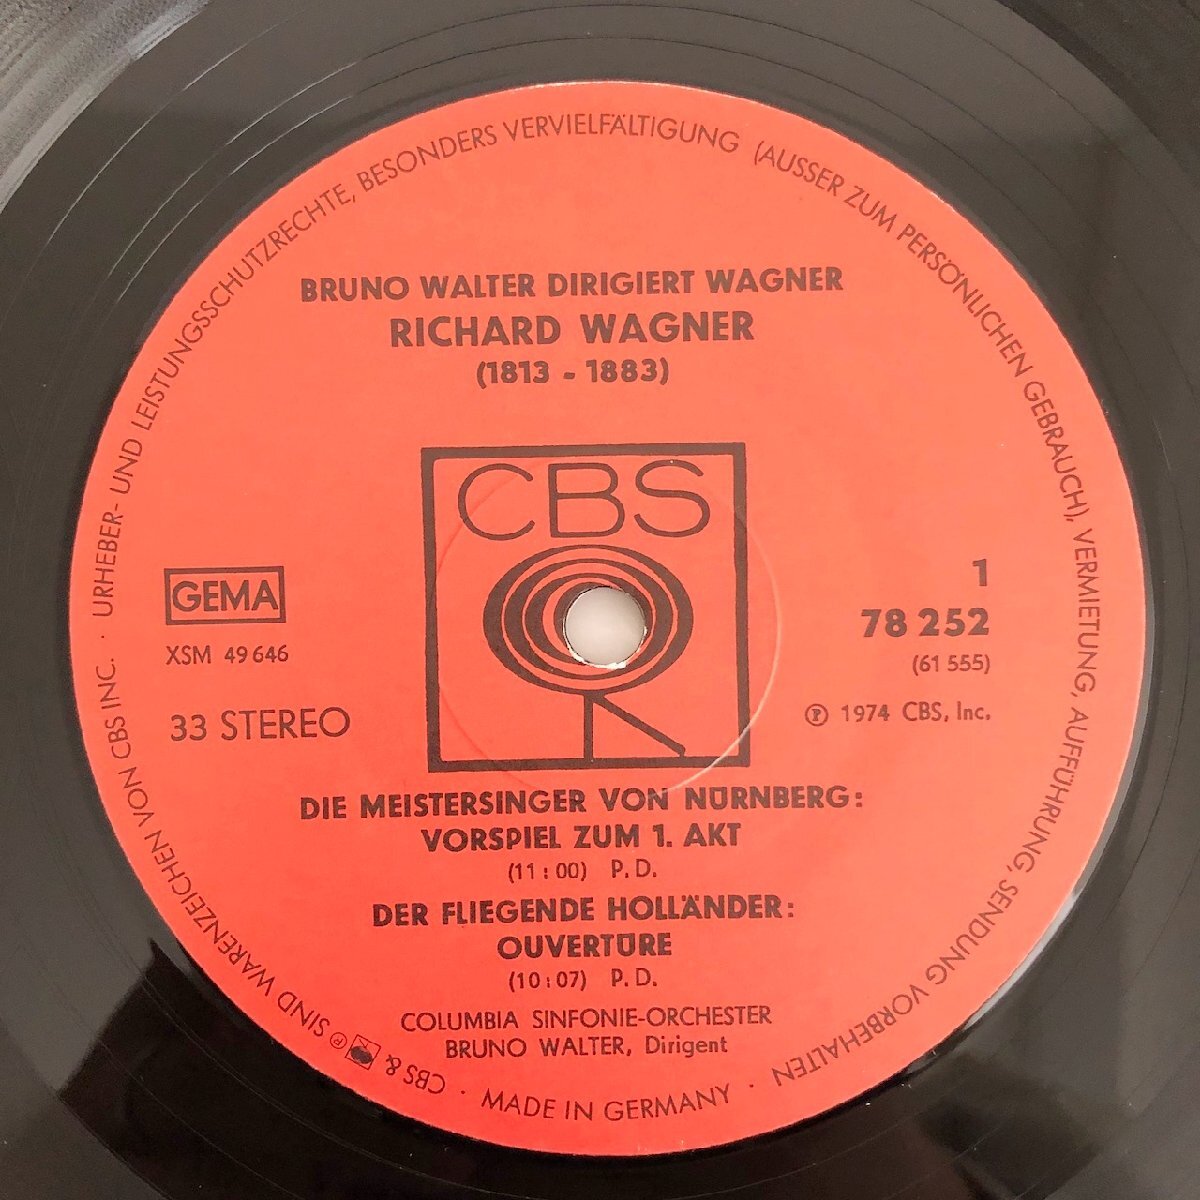 BRUNO WALTER DIRIGIERT WAGNER
RICHARD WAGNER
(1813 - 1883)
CBS
GEMA
XSM 49 646
33 STEREO
1
78 252
(61 555)
℗ 1974 CBS, Inc.
DIE MEISTERSINGER VON NÜRNBERG:
VORSPIEL ZUM 1. AKT
(11:00) P.D.
DER FLIEGENDE HOLLÄNDER:
OUVERTÜRE
(10:07) P.D.
COLUMBIA SINFONIE-ORCHESTER
BRUNO WALTER, Dirigent
URHEBER- UND LEISTUNGSSCHUTZRECHTE, BESONDERS VERVIELFÄLTIGUNG (AUSSER ZUM PERSÖNLICHEN GEBRAUCH), VERMIETUNG, AUFFÜHRUNG, SENDUNG VORBEHALTEN · MADE IN GERMANY · CBS & ℗ SIND WARENZEICHEN VON CBS INC. ·